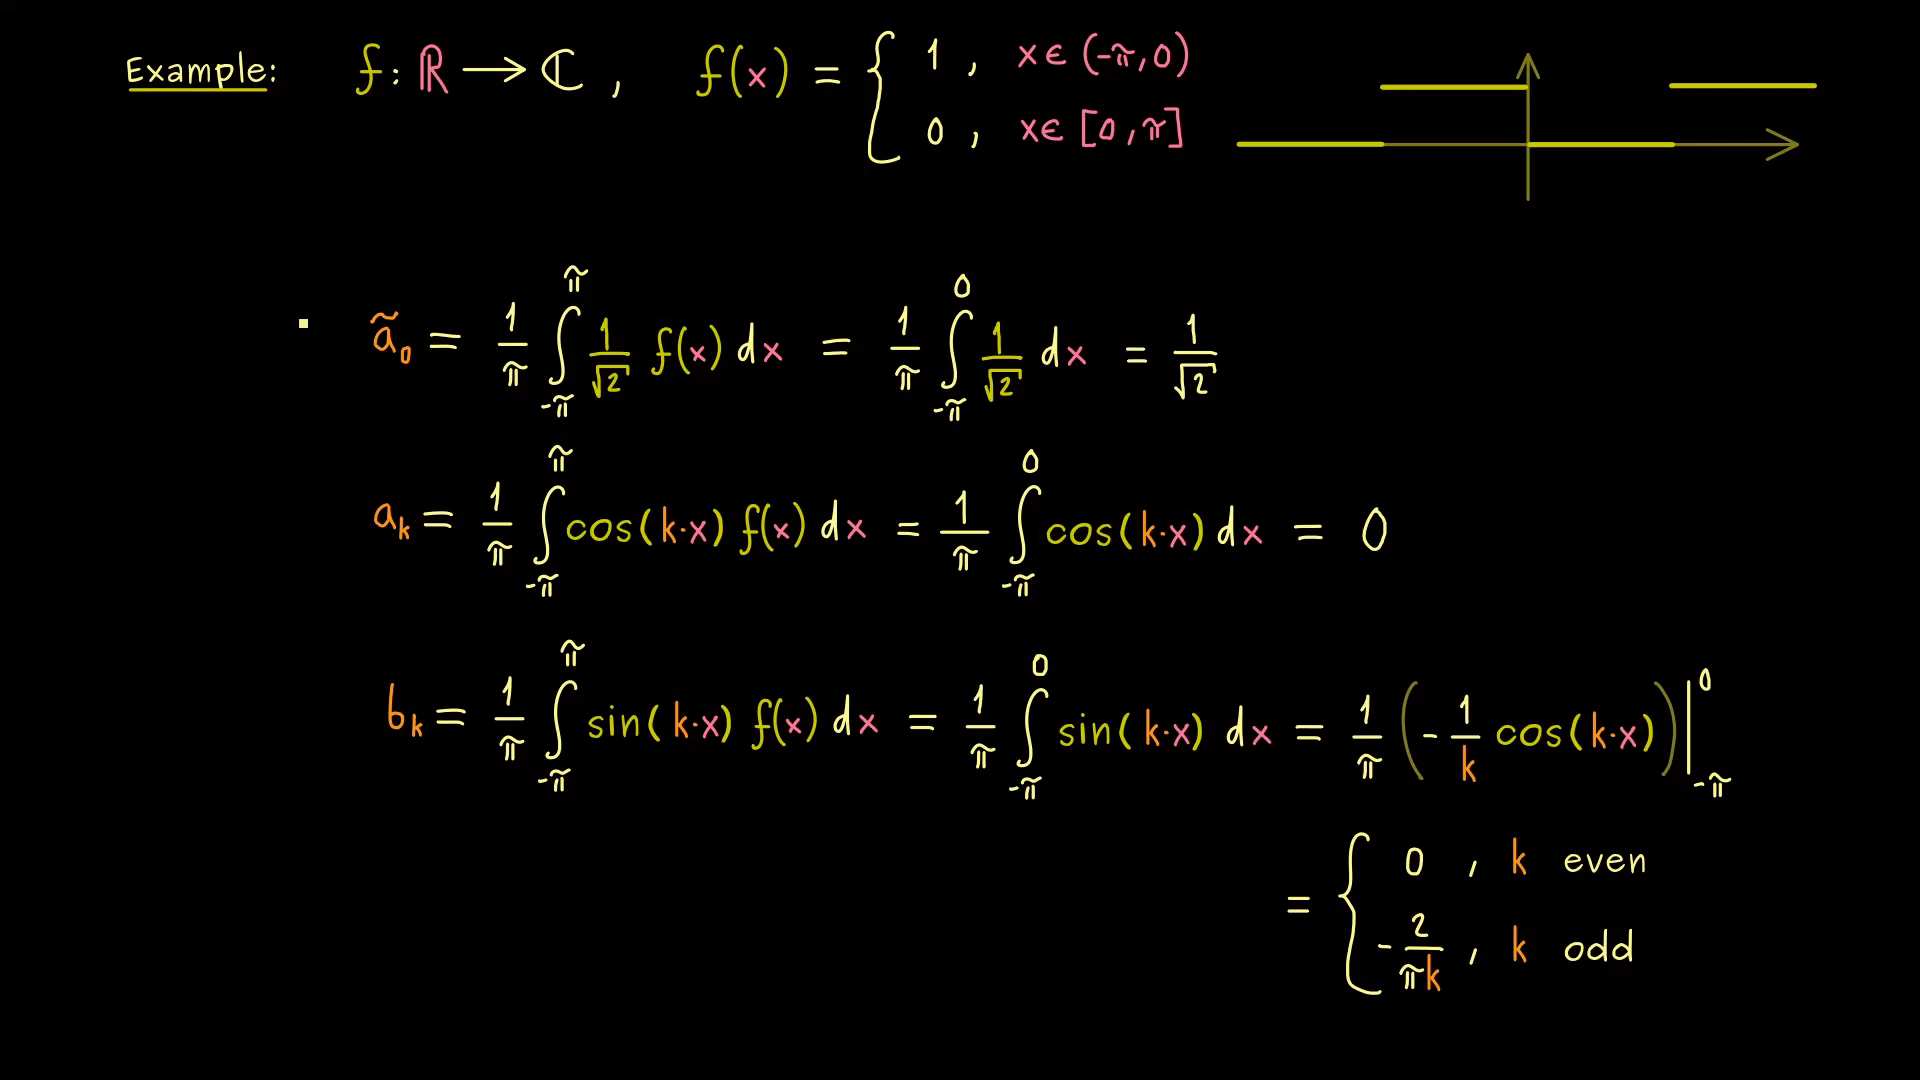 Example: f: ℝ → ℂ , f(x) = { 1 , x ∈ (-π, 0)
0 , x ∈ [0, π]
ã₀ = 1/π ∫_{-π}^{π} 1/√2 f(x) dx = 1/π ∫_{-π}^{0} 1/√2 dx = 1/√2
aₖ = 1/π ∫_{-π}^{π} cos(k·x) f(x) dx = 1/π ∫_{-π}^{0} cos(k·x) dx = 0
bₖ = 1/π ∫_{-π}^{π} sin(k·x) f(x) dx = 1/π ∫_{-π}^{0} sin(k·x) dx = 1/π (-1/k cos(k·x)) |_{-π}^{0}
= { 0 , k even
-2/πk , k odd